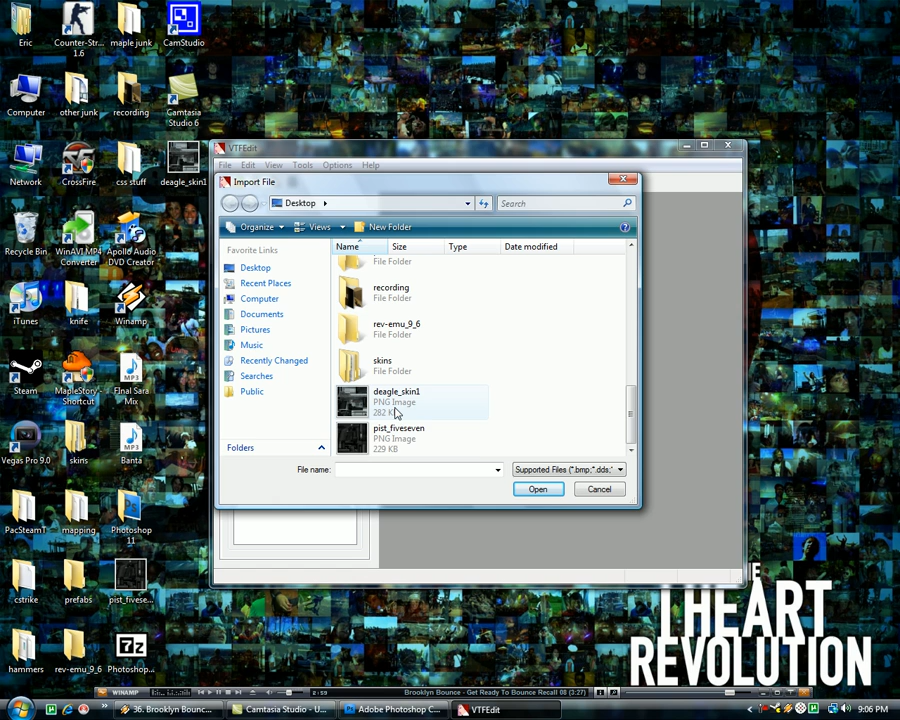 Eric
Counter-Str... 1.6
maple junk
CamStudio
Computer
other junk
recording
Camtasia Studio 6
Network
CrossFire
css stuff
deagle_skin1
Recycle Bin
WinAVI MP4 Converter
Apollo Audio DVD Creator
iTunes
knife
Winamp
Steam
MapleStory - Shortcut
FInal Sara Mix
Vegas Pro 9.0
skins
Banta
PacSteamT
mapping
Photoshop 11
cstrike
prefabs
pist_fivese...
hammers
rev-emu_9_6
Photoshop...
VTFEdit
File Edit View Tools Options Help
Import File
Desktop
Search
Organize Views New Folder
Favorite Links
Desktop
Recent Places
Computer
Documents
Pictures
Music
Recently Changed
Searches
Public
Folders
Name Size Type Date modified
File Folder
recording
File Folder
rev-emu_9_6
File Folder
skins
File Folder
deagle_skin1
PNG Image
282 K
pist_fiveseven
PNG Image
229 KB
File name:
Supported Files (*.bmp;*.dds;*
Open Cancel
THEART
REVOLUTION
WINAMP
2:59
Brooklyn Bounce - Get Ready To Bounce Recall 08 (3:27)
36. Brooklyn Bounc...
Camtasia Studio - U...
Adobe Photoshop C...
VTFEdit
9:06 PM